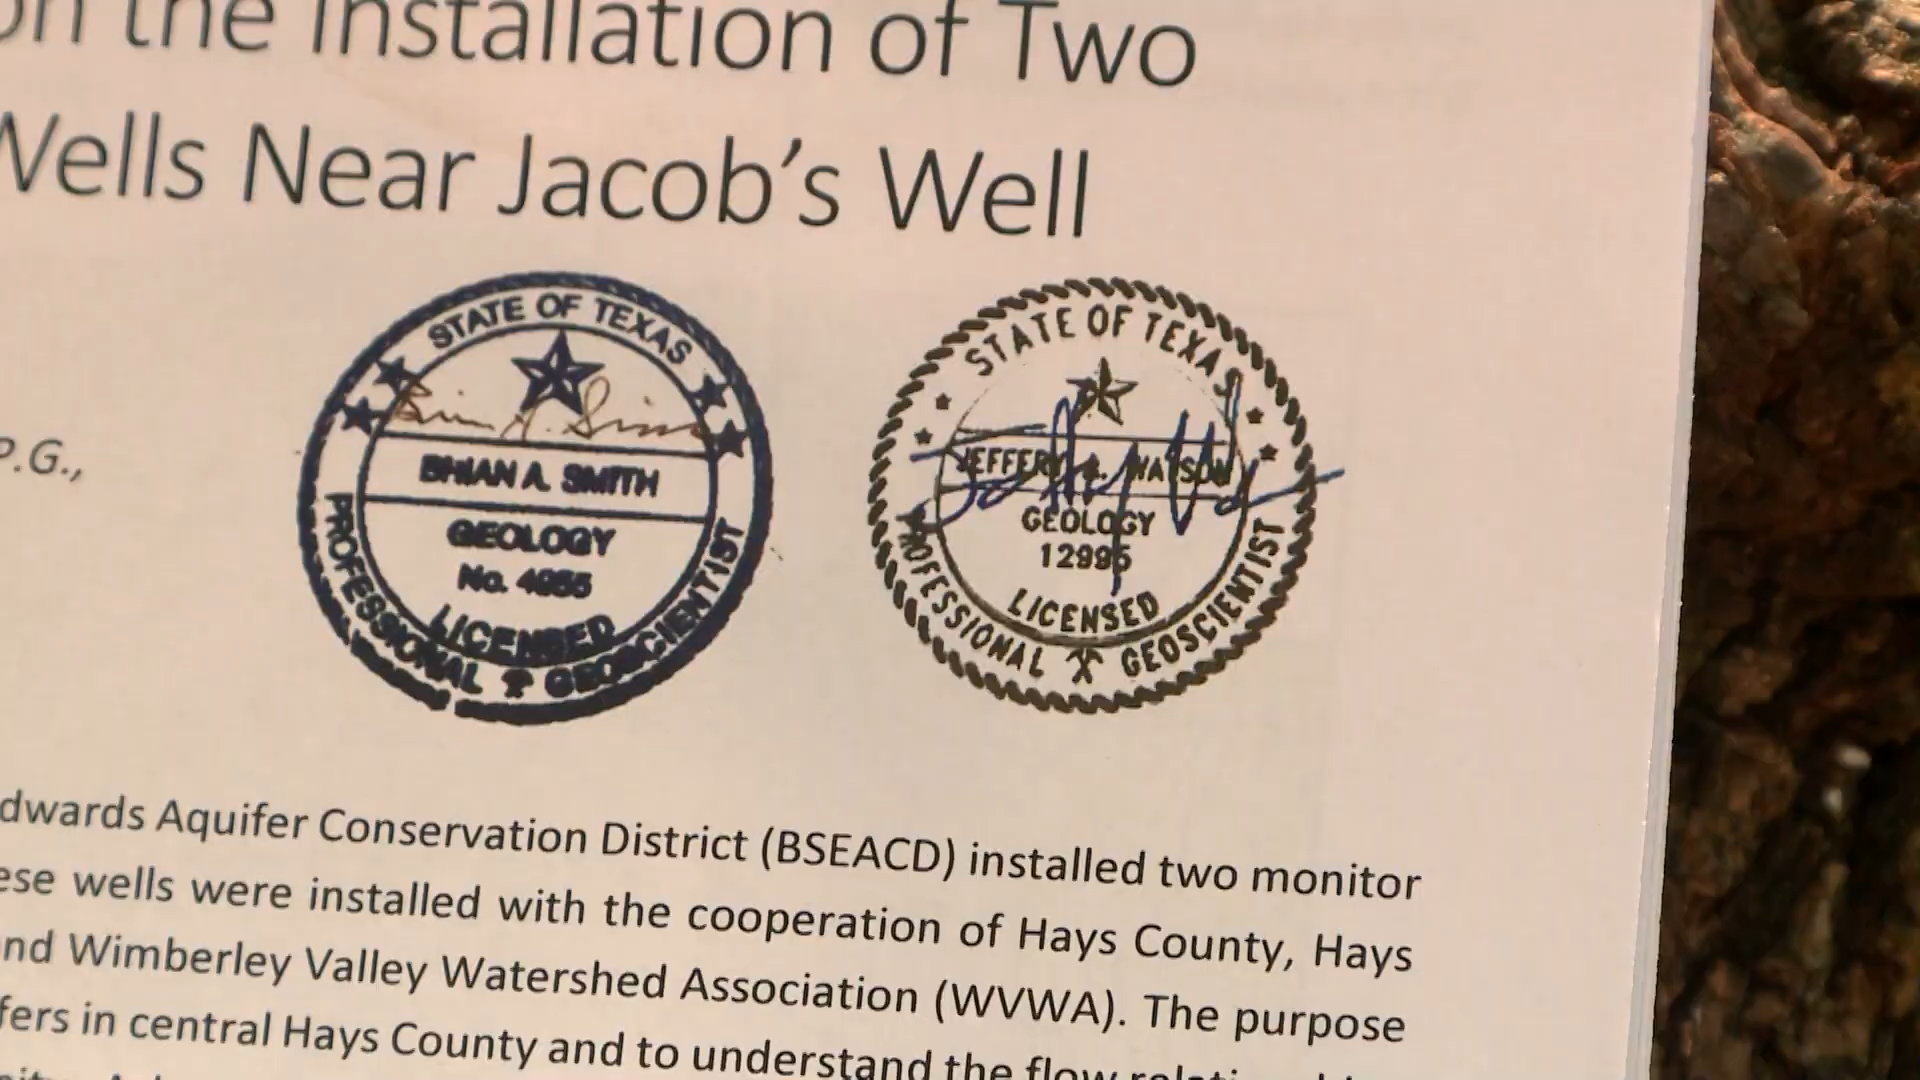 on the Installation of Two
Wells Near Jacob's Well
STATE OF TEXAS
BRIAN A. SMITH
GEOLOGY
No. 4955
LICENSED
PROFESSIONAL GEOSCIENTIST
STATE OF TEXAS
JEFFERY A. WATSON
GEOLOGY
12995
LICENSED
PROFESSIONAL GEOSCIENTIST
P.G.,
dwards Aquifer Conservation District (BSEACD) installed two monitor
ese wells were installed with the cooperation of Hays County, Hays
nd Wimberley Valley Watershed Association (WVWA). The purpose
fers in central Hays County and to understand the flow